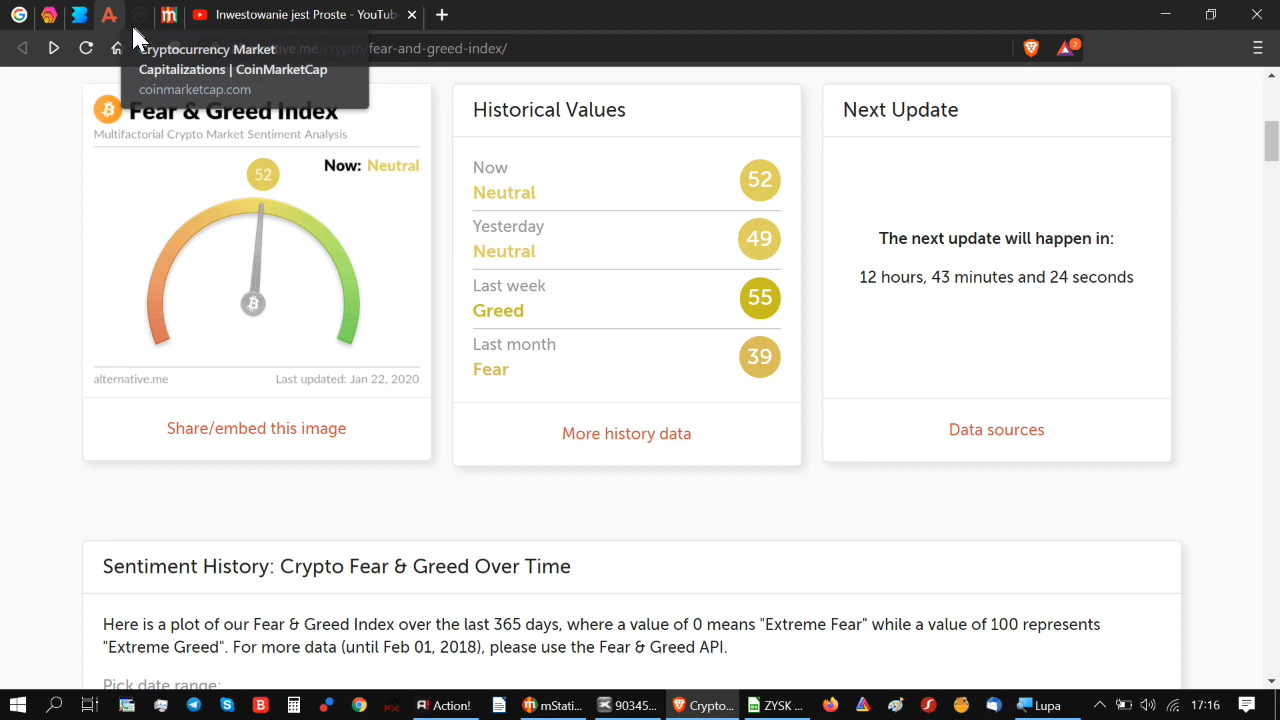 Inwestowanie jest Proste - YouTub
Cryptocurrency Market
Capitalizations | CoinMarketCap
coinmarketcap.com
ive.me/crypto/fear-and-greed-index/
2
Fear & Greed Index
Multifactorial Crypto Market Sentiment Analysis
Now: Neutral
52
alternative.me
Last updated: Jan 22, 2020
Share/embed this image
Historical Values
Now
Neutral
52
Yesterday
Neutral
49
Last week
Greed
55
Last month
Fear
39
More history data
Next Update
The next update will happen in:
12 hours, 43 minutes and 24 seconds
Data sources
Sentiment History: Crypto Fear & Greed Over Time
Here is a plot of our Fear & Greed Index over the last 365 days, where a value of 0 means "Extreme Fear" while a value of 100 represents
"Extreme Greed". For more data (until Feb 01, 2018), please use the Fear & Greed API.
Pick date range:
Action!
mStati...
90345...
Crypto...
ZYSK ...
Lupa
17:16